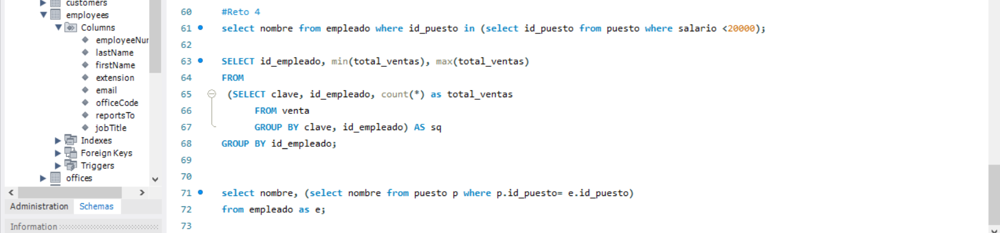 customers
employees
Columns
employeeNur
lastName
firstName
extension
email
officeCode
reportsTo
jobTitle
Indexes
Foreign Keys
Triggers
offices
Administration Schemas
Information
60 #Reto 4
61 select nombre from empleado where id_puesto in (select id_puesto from puesto where salario <20000);
62
63 SELECT id_empleado, min(total_ventas), max(total_ventas)
64 FROM
65 (SELECT clave, id_empleado, count(*) as total_ventas
66 FROM venta
67 GROUP BY clave, id_empleado) AS sq
68 GROUP BY id_empleado;
69
70
71 select nombre, (select nombre from puesto p where p.id_puesto= e.id_puesto)
72 from empleado as e;
73